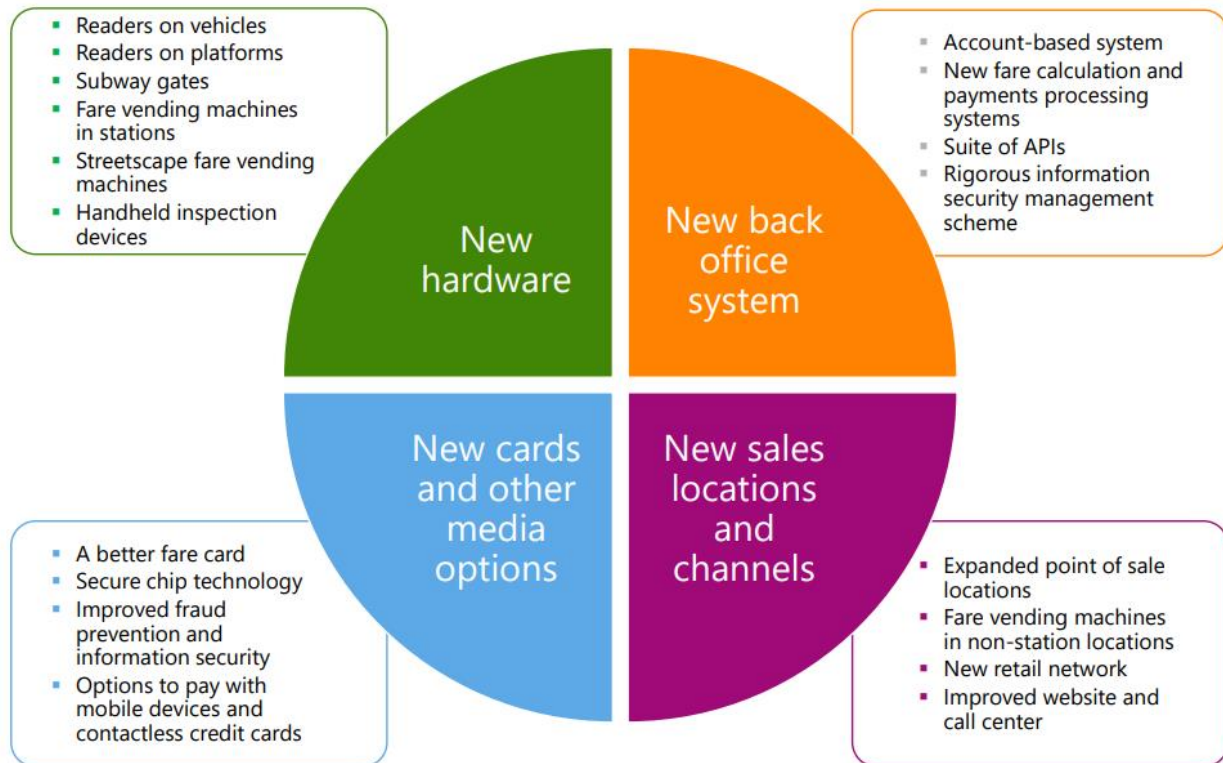 ▪ Readers on vehicles
▪ Readers on platforms
▪ Subway gates
▪ Fare vending machines
in stations
▪ Streetscape fare vending
machines
▪ Handheld inspection
devices
▪ Account-based system
▪ New fare calculation and
payments processing
systems
▪ Suite of APIs
▪ Rigorous information
security management
scheme
New
hardware
New back
office
system
New cards
and other
media
options
New sales
locations
and
channels
▪ A better fare card
▪ Secure chip technology
▪ Improved fraud
prevention and
information security
▪ Options to pay with
mobile devices and
contactless credit cards
▪ Expanded point of sale
locations
▪ Fare vending machines
in non-station locations
▪ New retail network
▪ Improved website and
call center